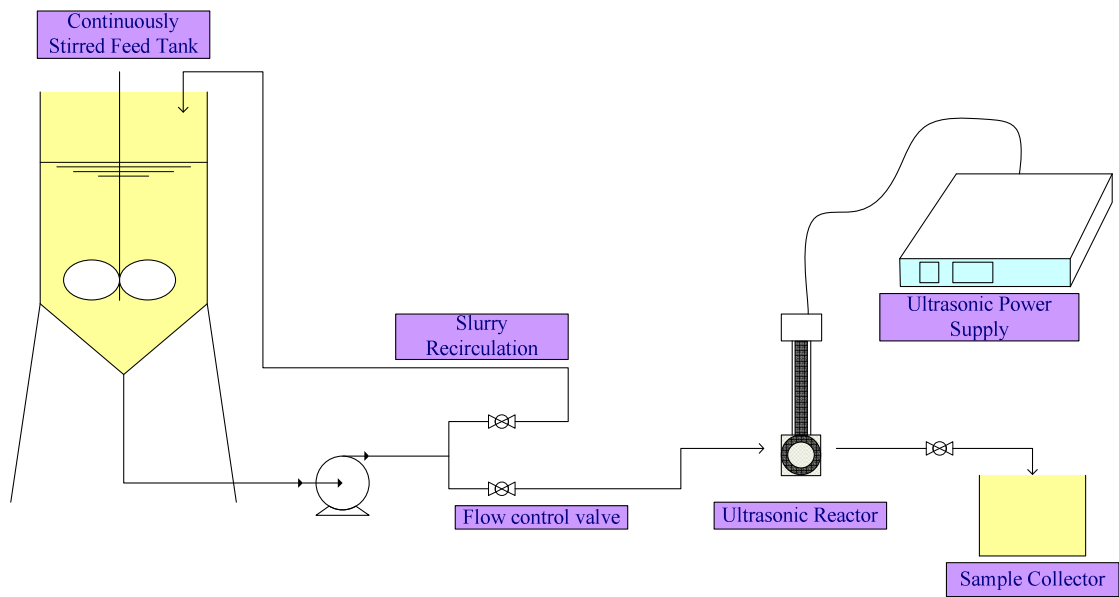 Continuously
Stirred Feed Tank
Slurry
Recirculation
Ultrasonic Power
Supply
Flow control valve
Ultrasonic Reactor
Sample Collector